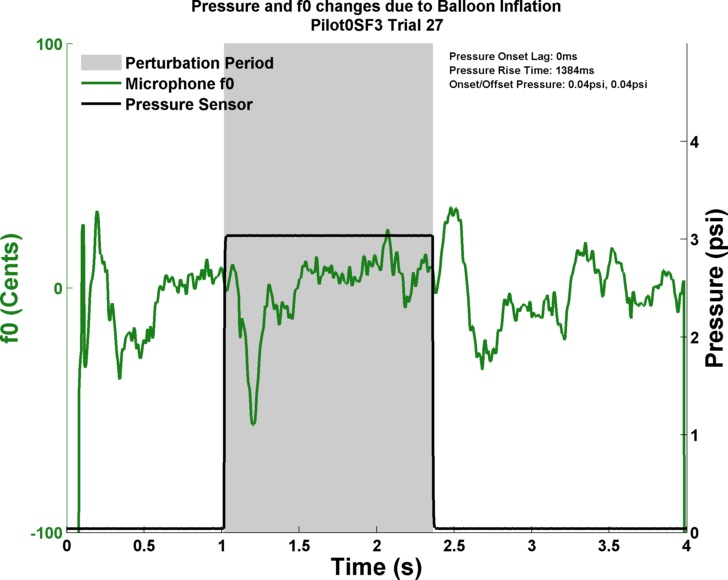 Pressure and f0 changes due to Balloon Inflation
Pilot0SF3 Trial 27
100
0
-100
f0 (Cents)
Perturbation Period
Microphone f0
Pressure Sensor
Pressure Onset Lag: 0ms
Pressure Rise Time: 1384ms
Onset/Offset Pressure: 0.04psi, 0.04psi
4
3
2
1
0
Pressure (psi)
0 0.5 1 1.5 2 2.5 3 3.5 4
Time (s)